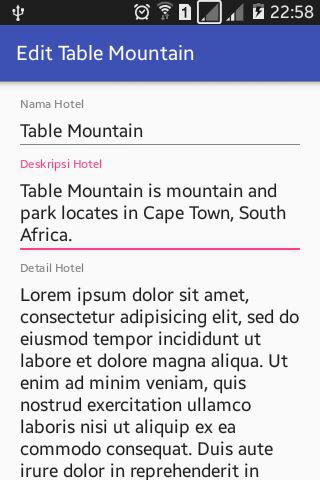 1 22:58
Edit Table Mountain
Nama Hotel
Table Mountain
Deskripsi Hotel
Table Mountain is mountain and
park locates in Cape Town, South
Africa.
Detail Hotel
Lorem ipsum dolor sit amet,
consectetur adipisicing elit, sed do
eiusmod tempor incididunt ut
labore et dolore magna aliqua. Ut
enim ad minim veniam, quis
nostrud exercitation ullamco
laboris nisi ut aliquip ex ea
commodo consequat. Duis aute
irure dolor in reprehenderit in